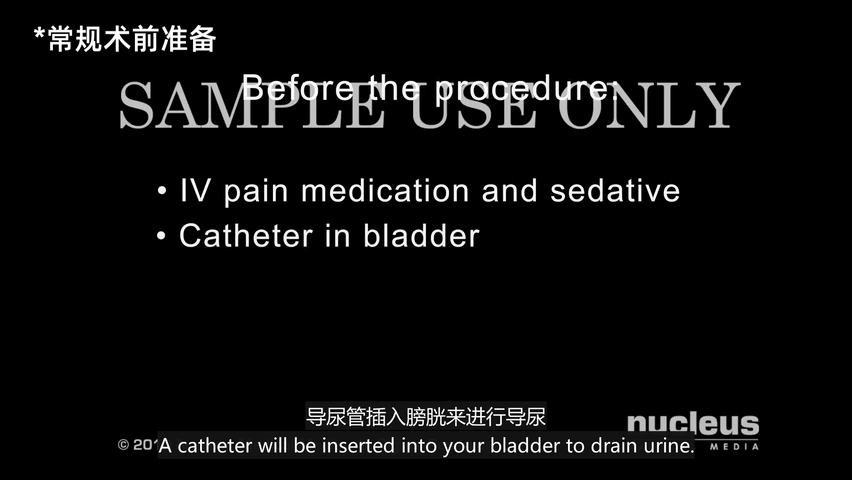 *常规术前准备
Before the procedure:
SAMPLE USE ONLY
• IV pain medication and sedative
• Catheter in bladder
导尿管插入膀胱来进行导尿
nucleus
MEDIA
© 201
A catheter will be inserted into your bladder to drain urine.